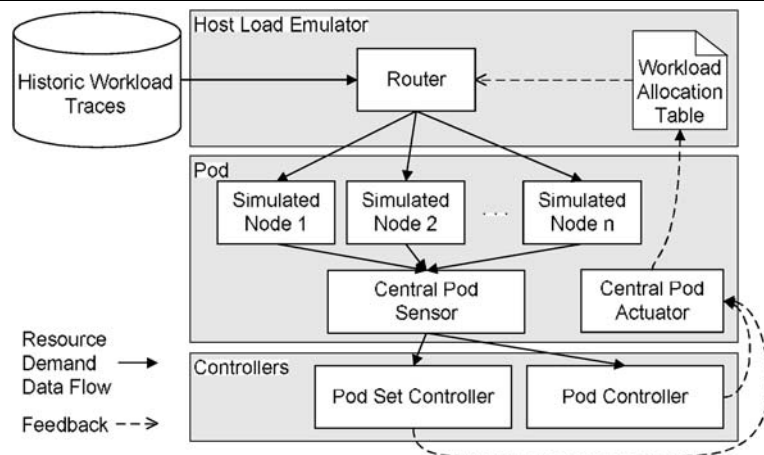 Host Load Emulator
Historic Workload
Traces
Router
Workload
Allocation
Table
Pod
Simulated
Node 1
Simulated
Node 2
. . .
Simulated
Node n
Central Pod
Sensor
Central Pod
Actuator
Resource
Demand
Data Flow
Feedback
Controllers
Pod Set Controller
Pod Controller